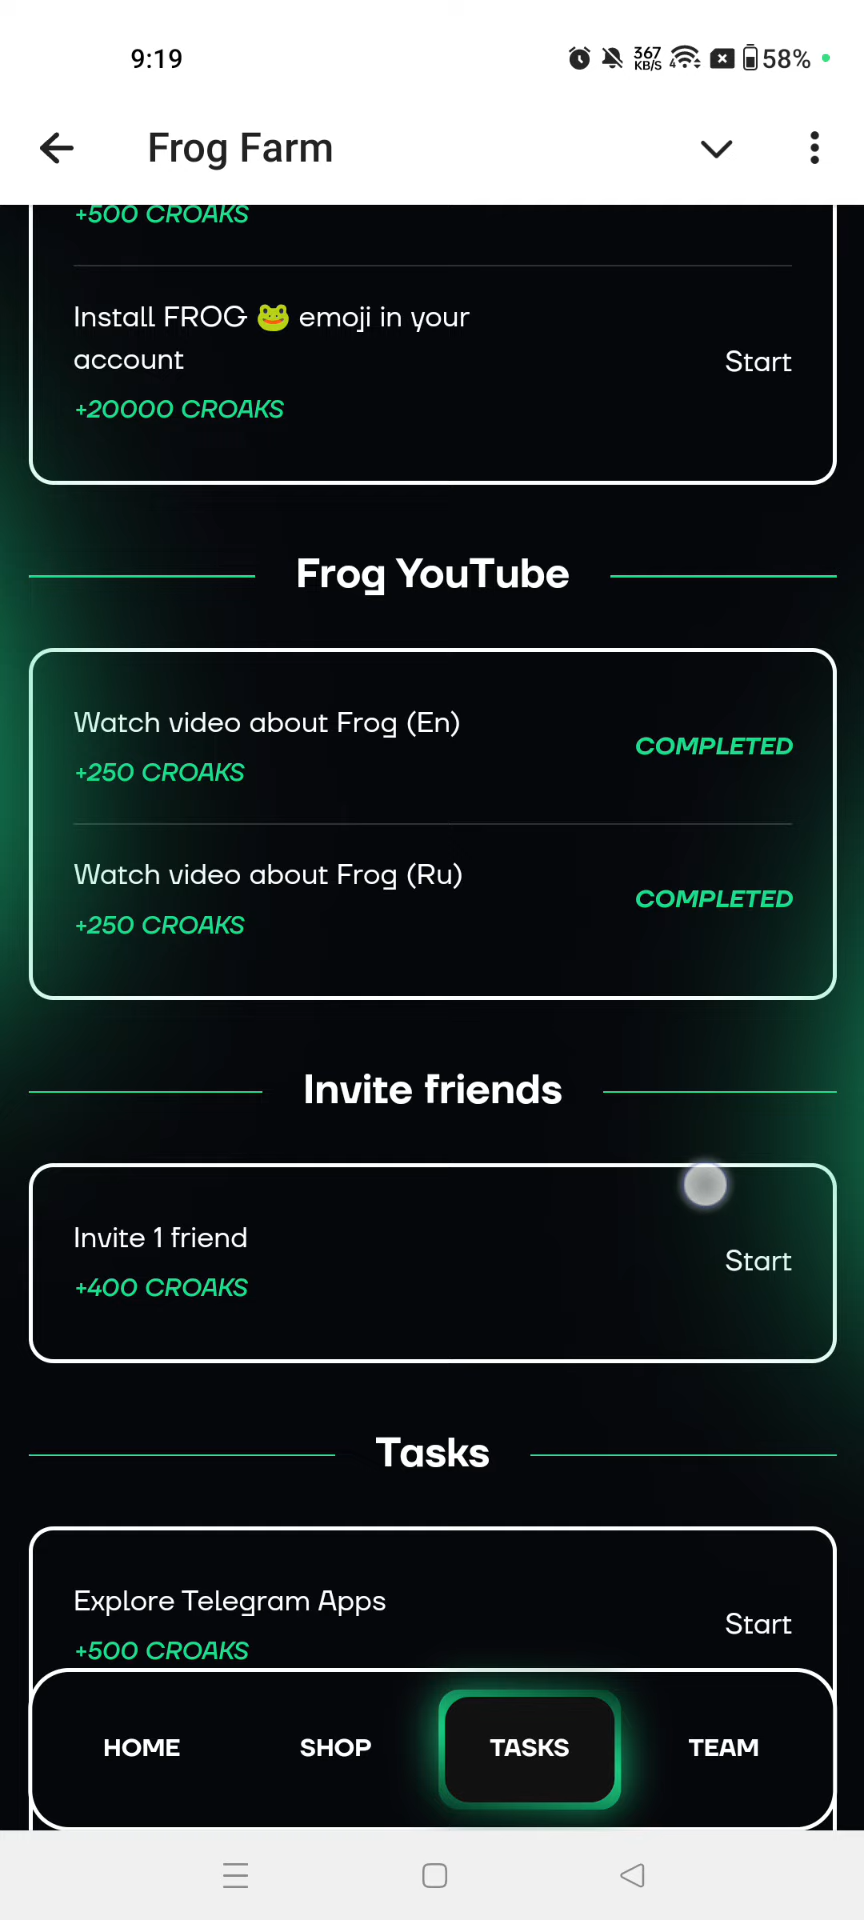 9:19
367
KB/S
4
58%
Frog Farm
+500 CROAKS
Install FROG 🐸 emoji in your
account
Start
+20000 CROAKS
Frog YouTube
Watch video about Frog (En)
COMPLETED
+250 CROAKS
Watch video about Frog (Ru)
COMPLETED
+250 CROAKS
Invite friends
Invite 1 friend
Start
+400 CROAKS
Tasks
Explore Telegram Apps
Start
+500 CROAKS
HOME SHOP TASKS TEAM